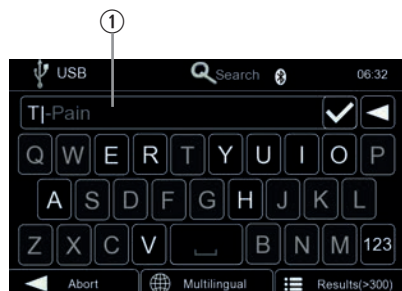 1
USB Search 06:32
T|-Pain
Q W E R T Y U I O P
A S D F G H J K L
Z X C V B N M 123
Abort Multilingual Results(>300)